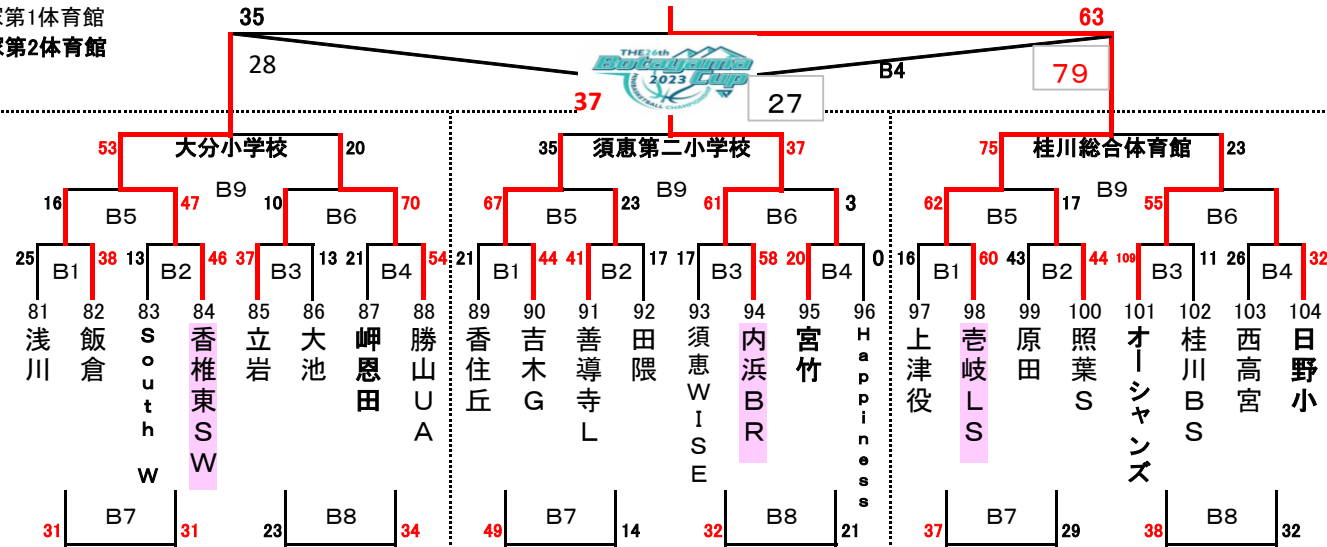 家第1体育館
家第2体育館
35
63
28
B4
79
THE26th
Botayama
2023 Cup
37
27
53
大分小学校
20
35
須恵第二小学校
37
75
桂川総合体育館
23
B9
B9
B9
16
B5
47
10
B6
70
67
B5
23
61
B6
3
62
B5
17
55
B6
25
B1
38
13
B2
46
37
B3
13
21
B4
54
21
B1
44
41
B2
17
17
B3
58
20
B4
0
16
B1
60
43
B2
44
109
B3
11
26
B4
32
81
82
83
84
85
86
87
88
89
90
91
92
93
94
95
96
97
98
99
100
101
102
103
104
浅川
飯倉
South W
香椎東SW
立岩
大池
岬恩田
勝山UA
香住丘
吉木G
善導寺L
田隈
須恵WISE
内浜BR
宮竹
Happiness
上津役
壱岐LS
原田
照葉S
オーシャンズ
桂川BS
西高宮
日野小
31
B7
31
23
B8
34
49
B7
14
32
B8
21
37
B7
29
38
B8
32